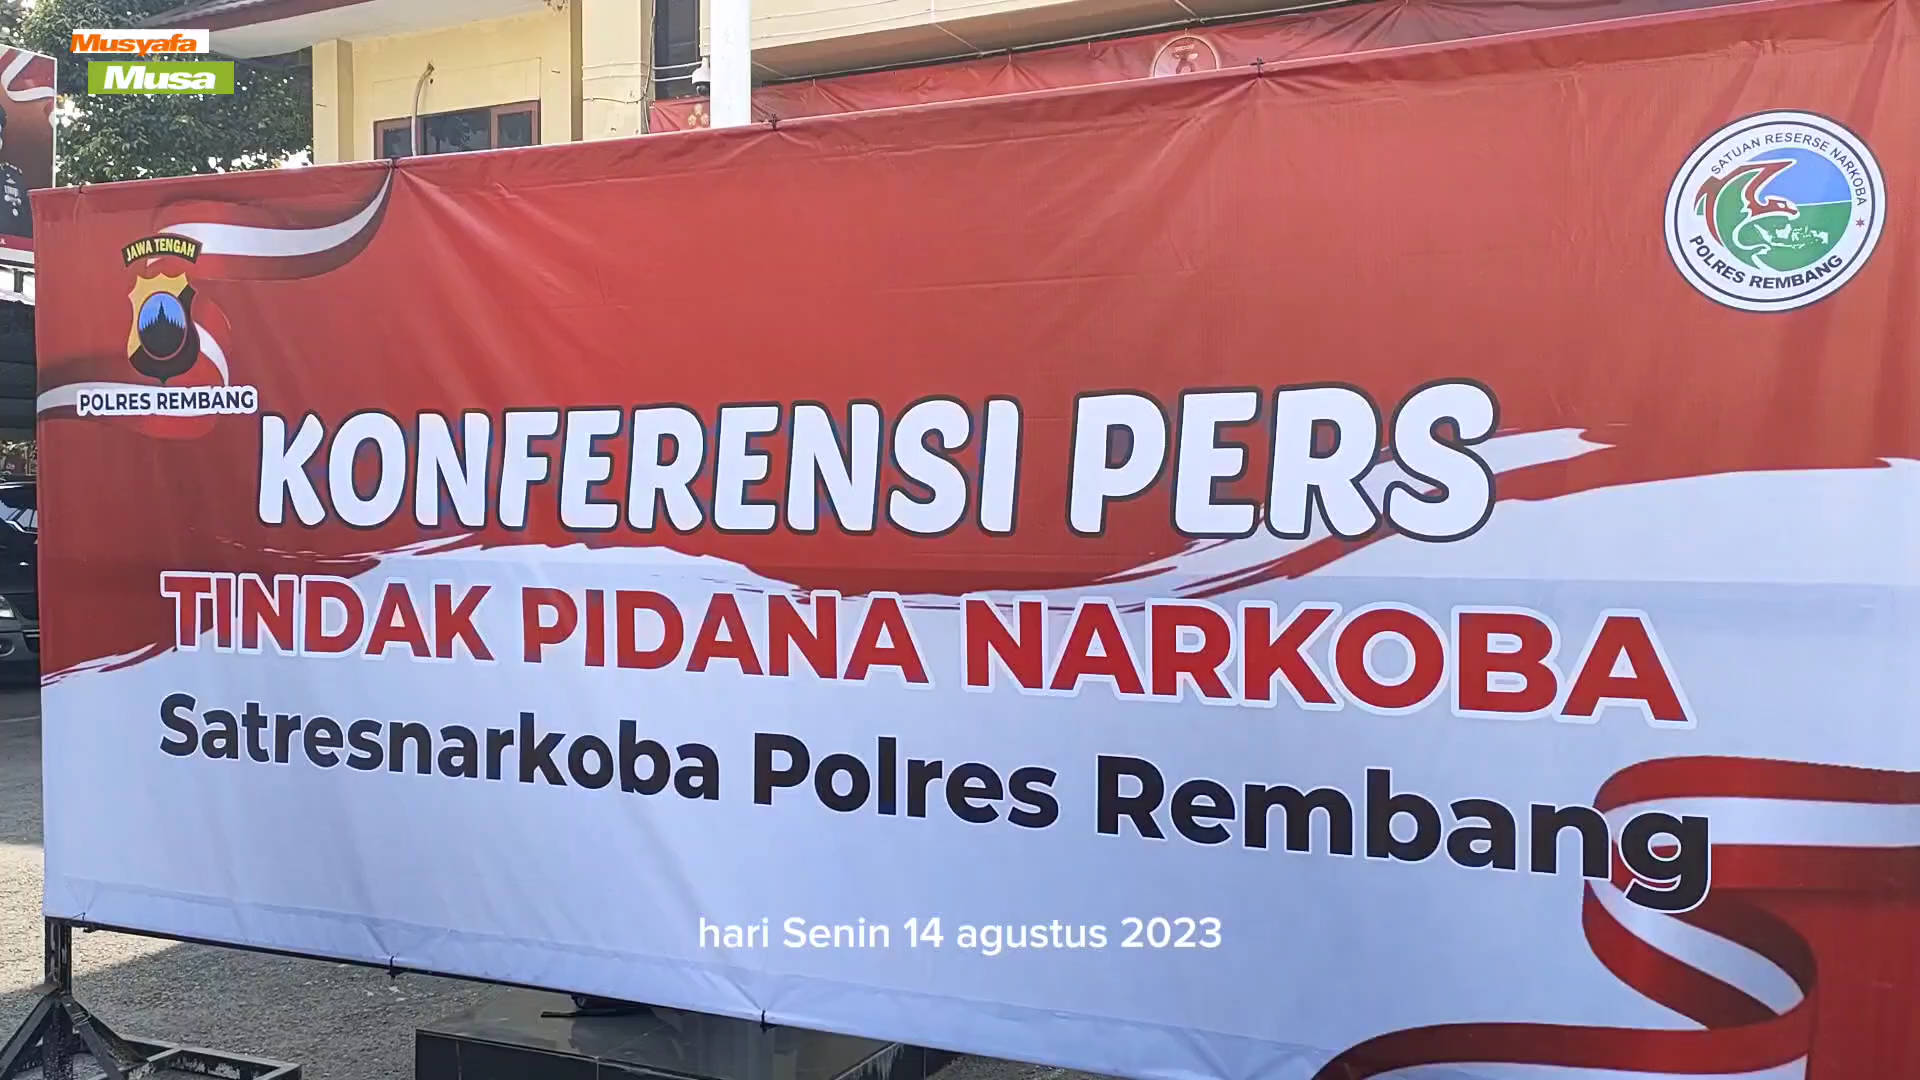 Musyafa
Musa
JAWA TENGAH
POLRES REMBANG
SATUAN RESERSE NARKOBA
POLRES REMBANG
KONFERENSI PERS
TINDAK PIDANA NARKOBA
Satresnarkoba Polres Rembang
hari Senin 14 agustus 2023